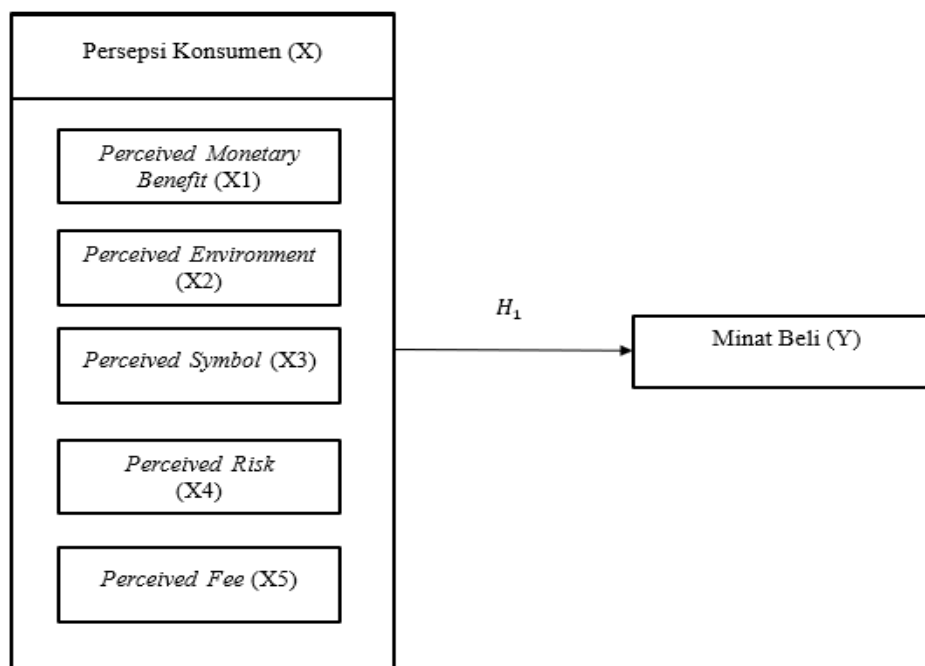 Persepsi Konsumen (X)
Perceived Monetary
Benefit (X1)
Perceived Environment
(X2)
Perceived Symbol (X3)
Perceived Risk
(X4)
Perceived Fee (X5)
H₁
Minat Beli (Y)